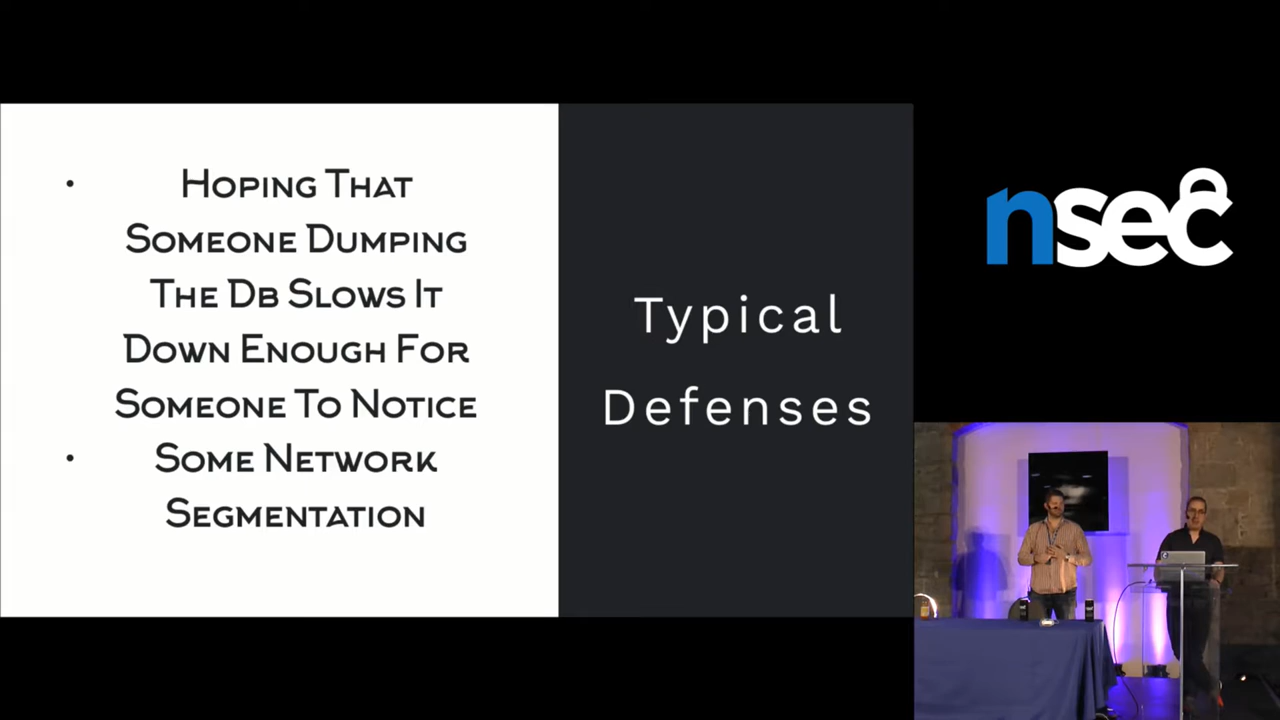 • Hoping That
Someone Dumping
The Db Slows It
Down Enough For
Someone To Notice
• Some Network
Segmentation
Typical
Defenses
nsec